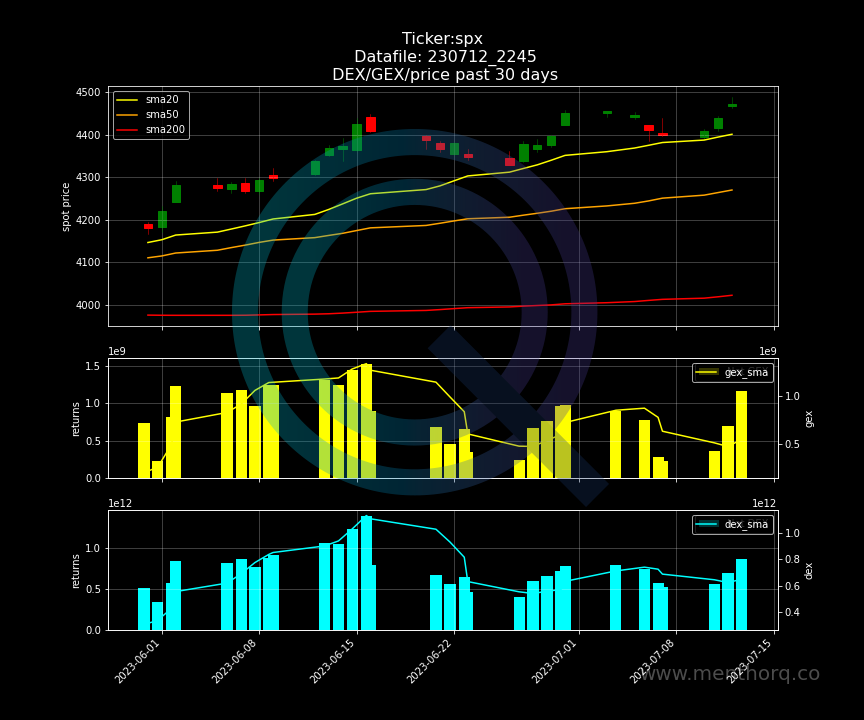 Ticker:spx
Datafile: 230712_2245
DEX/GEX/price past 30 days
sma20
sma50
sma200
spot price
4500
4400
4300
4200
4100
4000
1e9
1e9
gex_sma
returns
1.5
1.0
0.5
0.0
1.0
0.5
gex
1e12
1e12
dex_sma
returns
1.0
0.5
0.0
1.0
0.8
0.6
0.4
dex
2023-06-01
2023-06-08
2023-06-15
2023-06-22
2023-07-01
2023-07-08
2023-07-15
www.menthorq.co